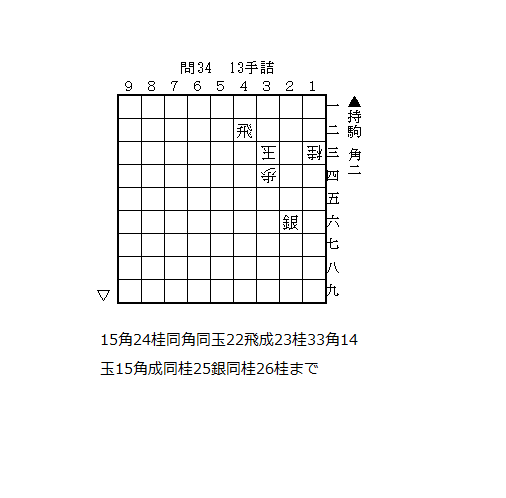 問34 13手詰
9 8 7 6 5 4 3 2 1
一
二
三
四
五
六
七
八
九
飛
玉 桂
歩
銀
▲持駒 角二
▽
15角24桂同角同玉22飛成23桂33角14
玉15角成同桂25銀同桂26桂まで